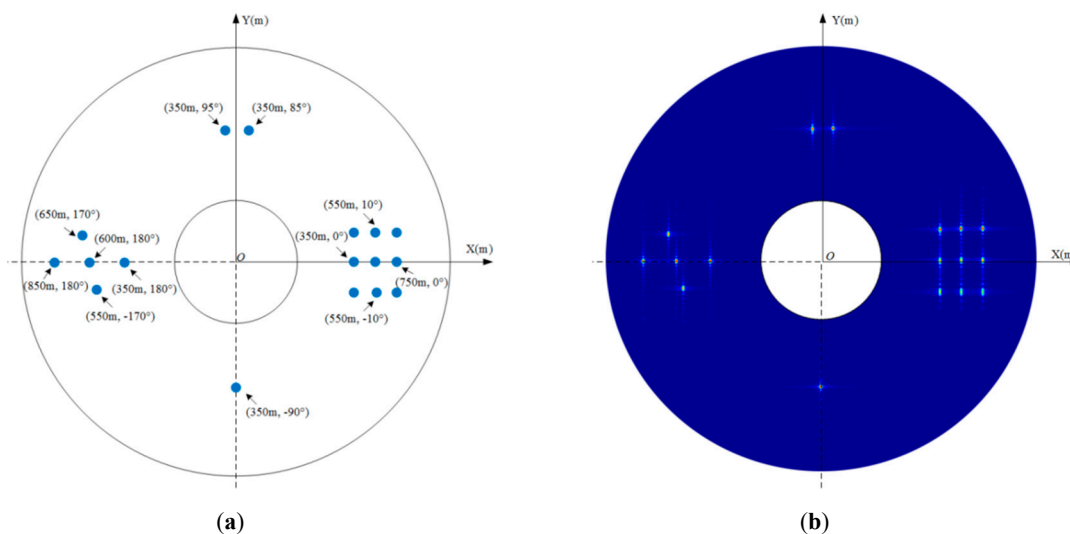 Y(m)
(350m, 95°)
(350m, 85°)
(650m, 170°)
(550m, 10°)
(600m, 180°)
(350m, 0°)
X(m)
O
(850m, 180°)
(350m, 180°)
(750m, 0°)
(550m, -170°)
(550m, -10°)
(350m, -90°)
(a)
Y(m)
X(m
O
(b)